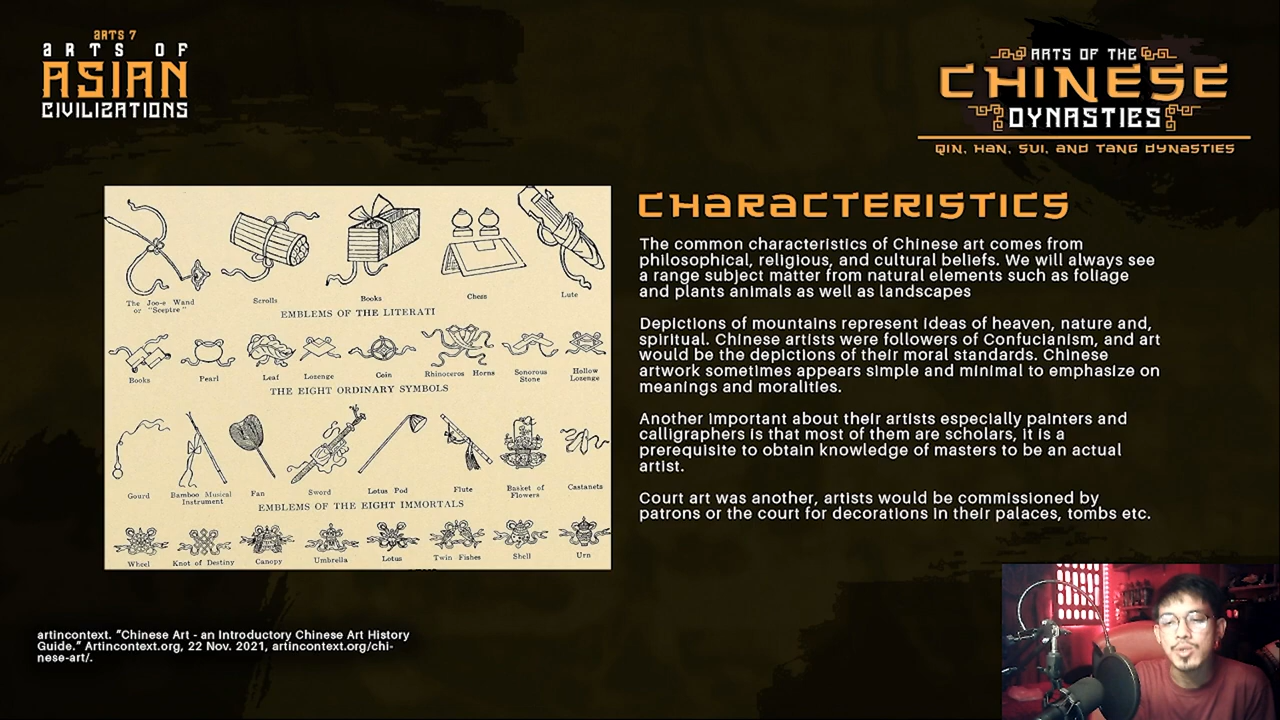 ARTS 7
ARTS OF
ASIAN
CIVILIZATIONS
ARTS OF THE
CHINESE
DYNASTIES
QIN, HAN, SUI, AND TANG DYNASTIES
The Joo-e Wand
or "Sceptre"
Scrolls
Books
Chess
Lute
EMBLEMS OF THE LITERATI
Books
Pearl
Leaf
Lozenge
Coin
Rhinoceros Horns
Sonorous
Stone
Hollow
Lozenge
THE EIGHT ORDINARY SYMBOLS
Gourd
Bamboo Musical
Instrument
Fan
Sword
Lotus Pod
Flute
Basket of
Flowers
Castanets
EMBLEMS OF THE EIGHT IMMORTALS
Wheel
Knot of Destiny
Canopy
Umbrella
Lotus
Twin Fishes
Shell
Urn
CHARACTERISTICS
The common characteristics of Chinese art comes from
philosophical, religious, and cultural beliefs. We will always see
a range subject matter from natural elements such as foliage
and plants animals as well as landscapes
Depictions of mountains represent ideas of heaven, nature and,
spiritual. Chinese artists were followers of Confucianism, and art
would be the depictions of their moral standards. Chinese
artwork sometimes appears simple and minimal to emphasize on
meanings and moralities.
Another important about their artists especially painters and
calligraphers is that most of them are scholars, it is a
prerequisite to obtain knowledge of masters to be an actual
artist.
Court art was another, artists would be commissioned by
patrons or the court for decorations in their palaces, tombs etc.
artincontext. "Chinese Art - an Introductory Chinese Art History
Guide." Artincontext.org, 22 Nov. 2021, artincontext.org/chi-
nese-art/.